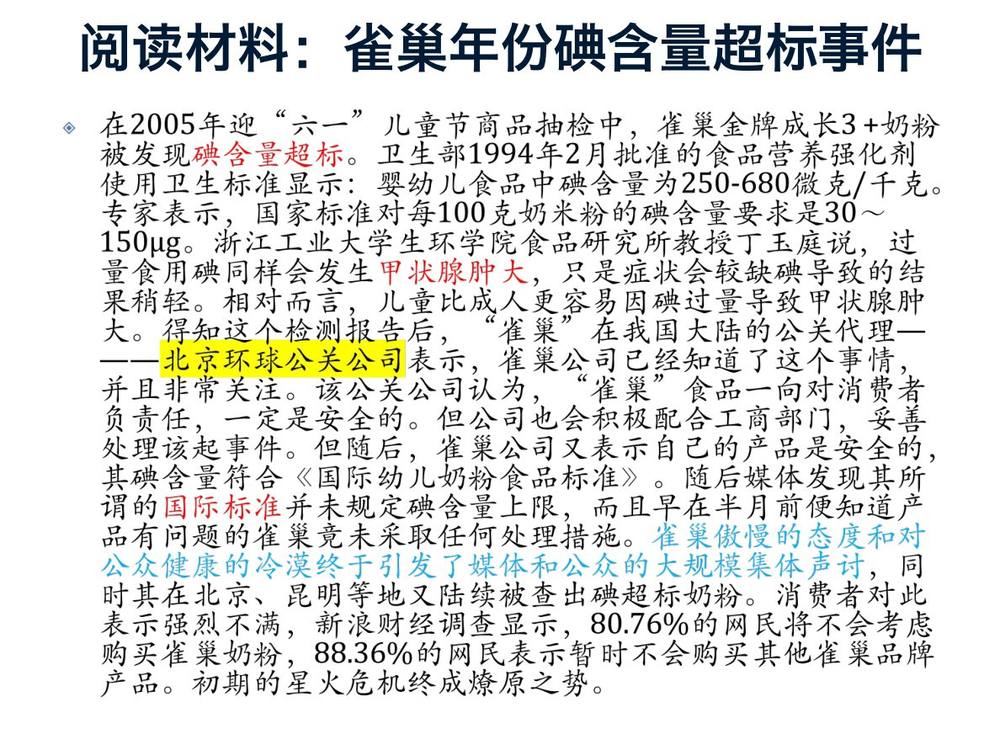 阅读材料：雀巢年份碘含量超标事件
在2005年迎“六一”儿童节商品抽检中，雀巢金牌成长3+奶粉
被发现碘含量超标。卫生部1994年2月批准的食品营养强化剂
使用卫生标准显示：婴幼儿食品中碘含量为250-680微克/千克。
专家表示，国家标准对每100克奶米粉的碘含量要求是30～
150μg。浙江工业大学生环学院食品研究所教授丁玉庭说，过
量食用碘同样会发生甲状腺肿大，只是症状会较缺碘导致的结
果稍轻。相对而言，儿童比成人更容易因碘过量导致甲状腺肿
大。得知这个检测报告后，“雀巢”在我国大陆的公关代理—
——北京环球公关公司表示，雀巢公司已经知道了这个事情，
并且非常关注。该公关公司认为，“雀巢”食品一向对消费者
负责任，一定是安全的。但公司也会积极配合工商部门，妥善
处理该起事件。但随后，雀巢公司又表示自己的产品是安全的，
其碘含量符合《国际幼儿奶粉食品标准》。随后媒体发现其所
谓的国际标准并未规定碘含量上限，而且早在半月前便知道产
品有问题的雀巢竟未采取任何处理措施。雀巢傲慢的态度和对
公众健康的冷漠终于引发了媒体和公众的大规模集体声讨，同
时其在北京、昆明等地又陆续被查出碘超标奶粉。消费者对此
表示强烈不满，新浪财经调查显示，80.76%的网民将不会考虑
购买雀巢奶粉，88.36%的网民表示暂时不会购买其他雀巢品牌
产品。初期的星火危机终成燎原之势。